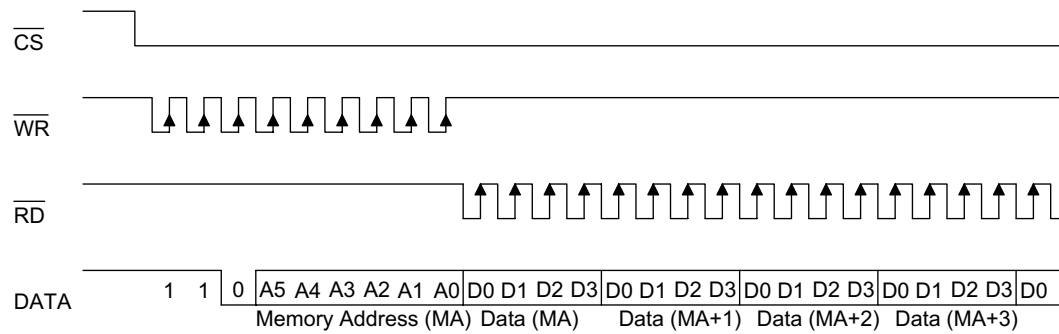 CS
WR
RD
DATA 1 1 0 A5 A4 A3 A2 A1 A0 D0 D1 D2 D3 D0 D1 D2 D3 D0 D1 D2 D3 D0 D1 D2 D3 D0
Memory Address (MA) Data (MA) Data (MA+1) Data (MA+2) Data (MA+3)